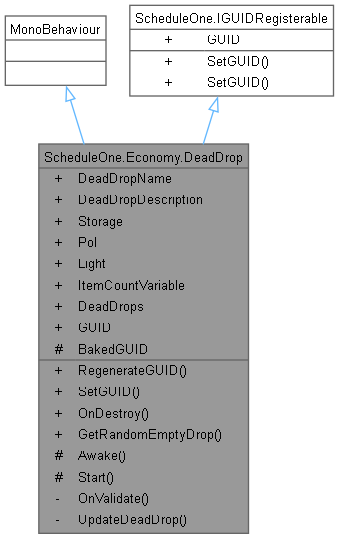 MonoBehaviour
ScheduleOne.IGUIDRegisterable
+ GUID
+ SetGUID()
+ SetGUID()
ScheduleOne.Economy.DeadDrop
+ DeadDropName
+ DeadDropDescription
+ Storage
+ PoI
+ Light
+ ItemCountVariable
+ DeadDrops
+ GUID
# BakedGUID
+ RegenerateGUID()
+ SetGUID()
+ OnDestroy()
+ GetRandomEmptyDrop()
# Awake()
# Start()
- OnValidate()
- UpdateDeadDrop()